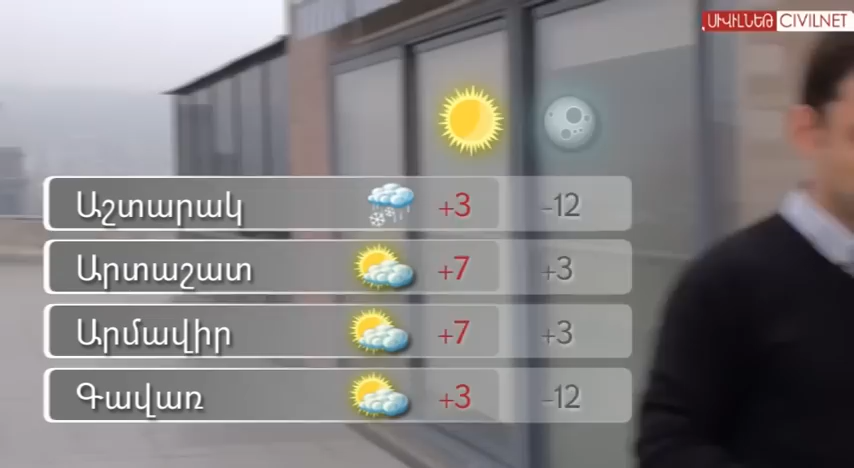 ՍԻՎԻԼՆԵԹ CIVILNET
Աշտարակ +3 -12
Արտաշատ +7 +3
Արմավիր +7 +3
Գավառ +3 -12